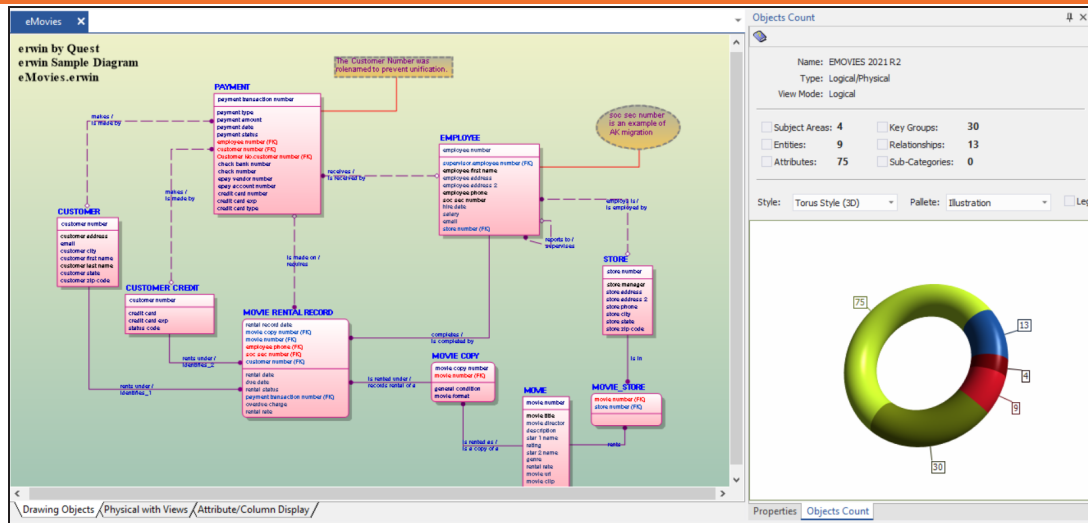 eMovies
erwin by Quest
erwin Sample Diagram
eMovies.erwin
The Customer Number was
rolenamed to prevent unification.
soc sec number
is an example of
AK migration
PAYMENT
payment transaction number
payment type
payment amount
payment date
payment status
employee number (FK)
customer number (FK)
Customer No.customer number (FK)
check bank number
check number
epay vendor number
epay account number
credit card number
credit card exp
credit card type
makes /
is made by
makes /
is made by
receives /
is received by
EMPLOYEE
employee number
supervisor.employee number (FK)
employee first name
employee address
employee address 2
employee phone
soc sec number
hire date
salary
email
store number (FK)
employs is /
is employed by
reports to /
supervises
CUSTOMER
customer number
customer address
email
customer city
customer first name
customer last name
customer state
customer zip code
CUSTOMER CREDIT
customer number
credit card
credit card exp
status code
is made on /
requires
STORE
store number
store manager
store address
store address 2
store phone
store city
store state
store zip code
MOVIE RENTAL RECORD
rental record date
movie copy number (FK)
movie number (FK)
employee phone (FK)
soc sec number (FK)
customer number (FK)
rental date
due date
rental status
payment transaction number (FK)
overdue charge
rental rate
rents under /
identifies_2
rents under /
identifies_1
completes /
is completed by
is rented under /
records rental of a
MOVIE COPY
movie copy number
movie number (FK)
general condition
movie format
is rented as /
is a copy of a
MOVIE
movie number
movie title
movie director
description
star 1 name
rating
star 2 name
genre
rental rate
movie url
movie clip
is in
MOVIE_STORE
movie number (FK)
store number (FK)
rents
Drawing Objects
Physical with Views
Attribute/Column Display
Objects Count
Name: EMOVIES 2021 R2
Type: Logical/Physical
View Mode: Logical
Subject Areas: 4 Key Groups: 30
Entities: 9 Relationships: 13
Attributes: 75 Sub-Categories: 0
Style: Torus Style (3D) Pallete: Illustration Leg
75
13
4
9
30
Properties Objects Count